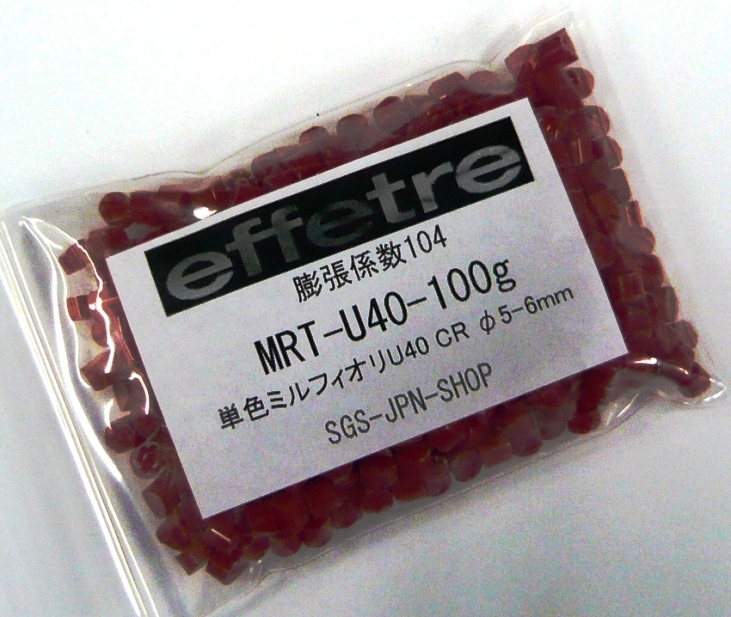 effetre
膨張係数104
MRT-U40-100g
単色ミルフィオリU40 CR φ5-6mm
SGS-JPN-SHOP